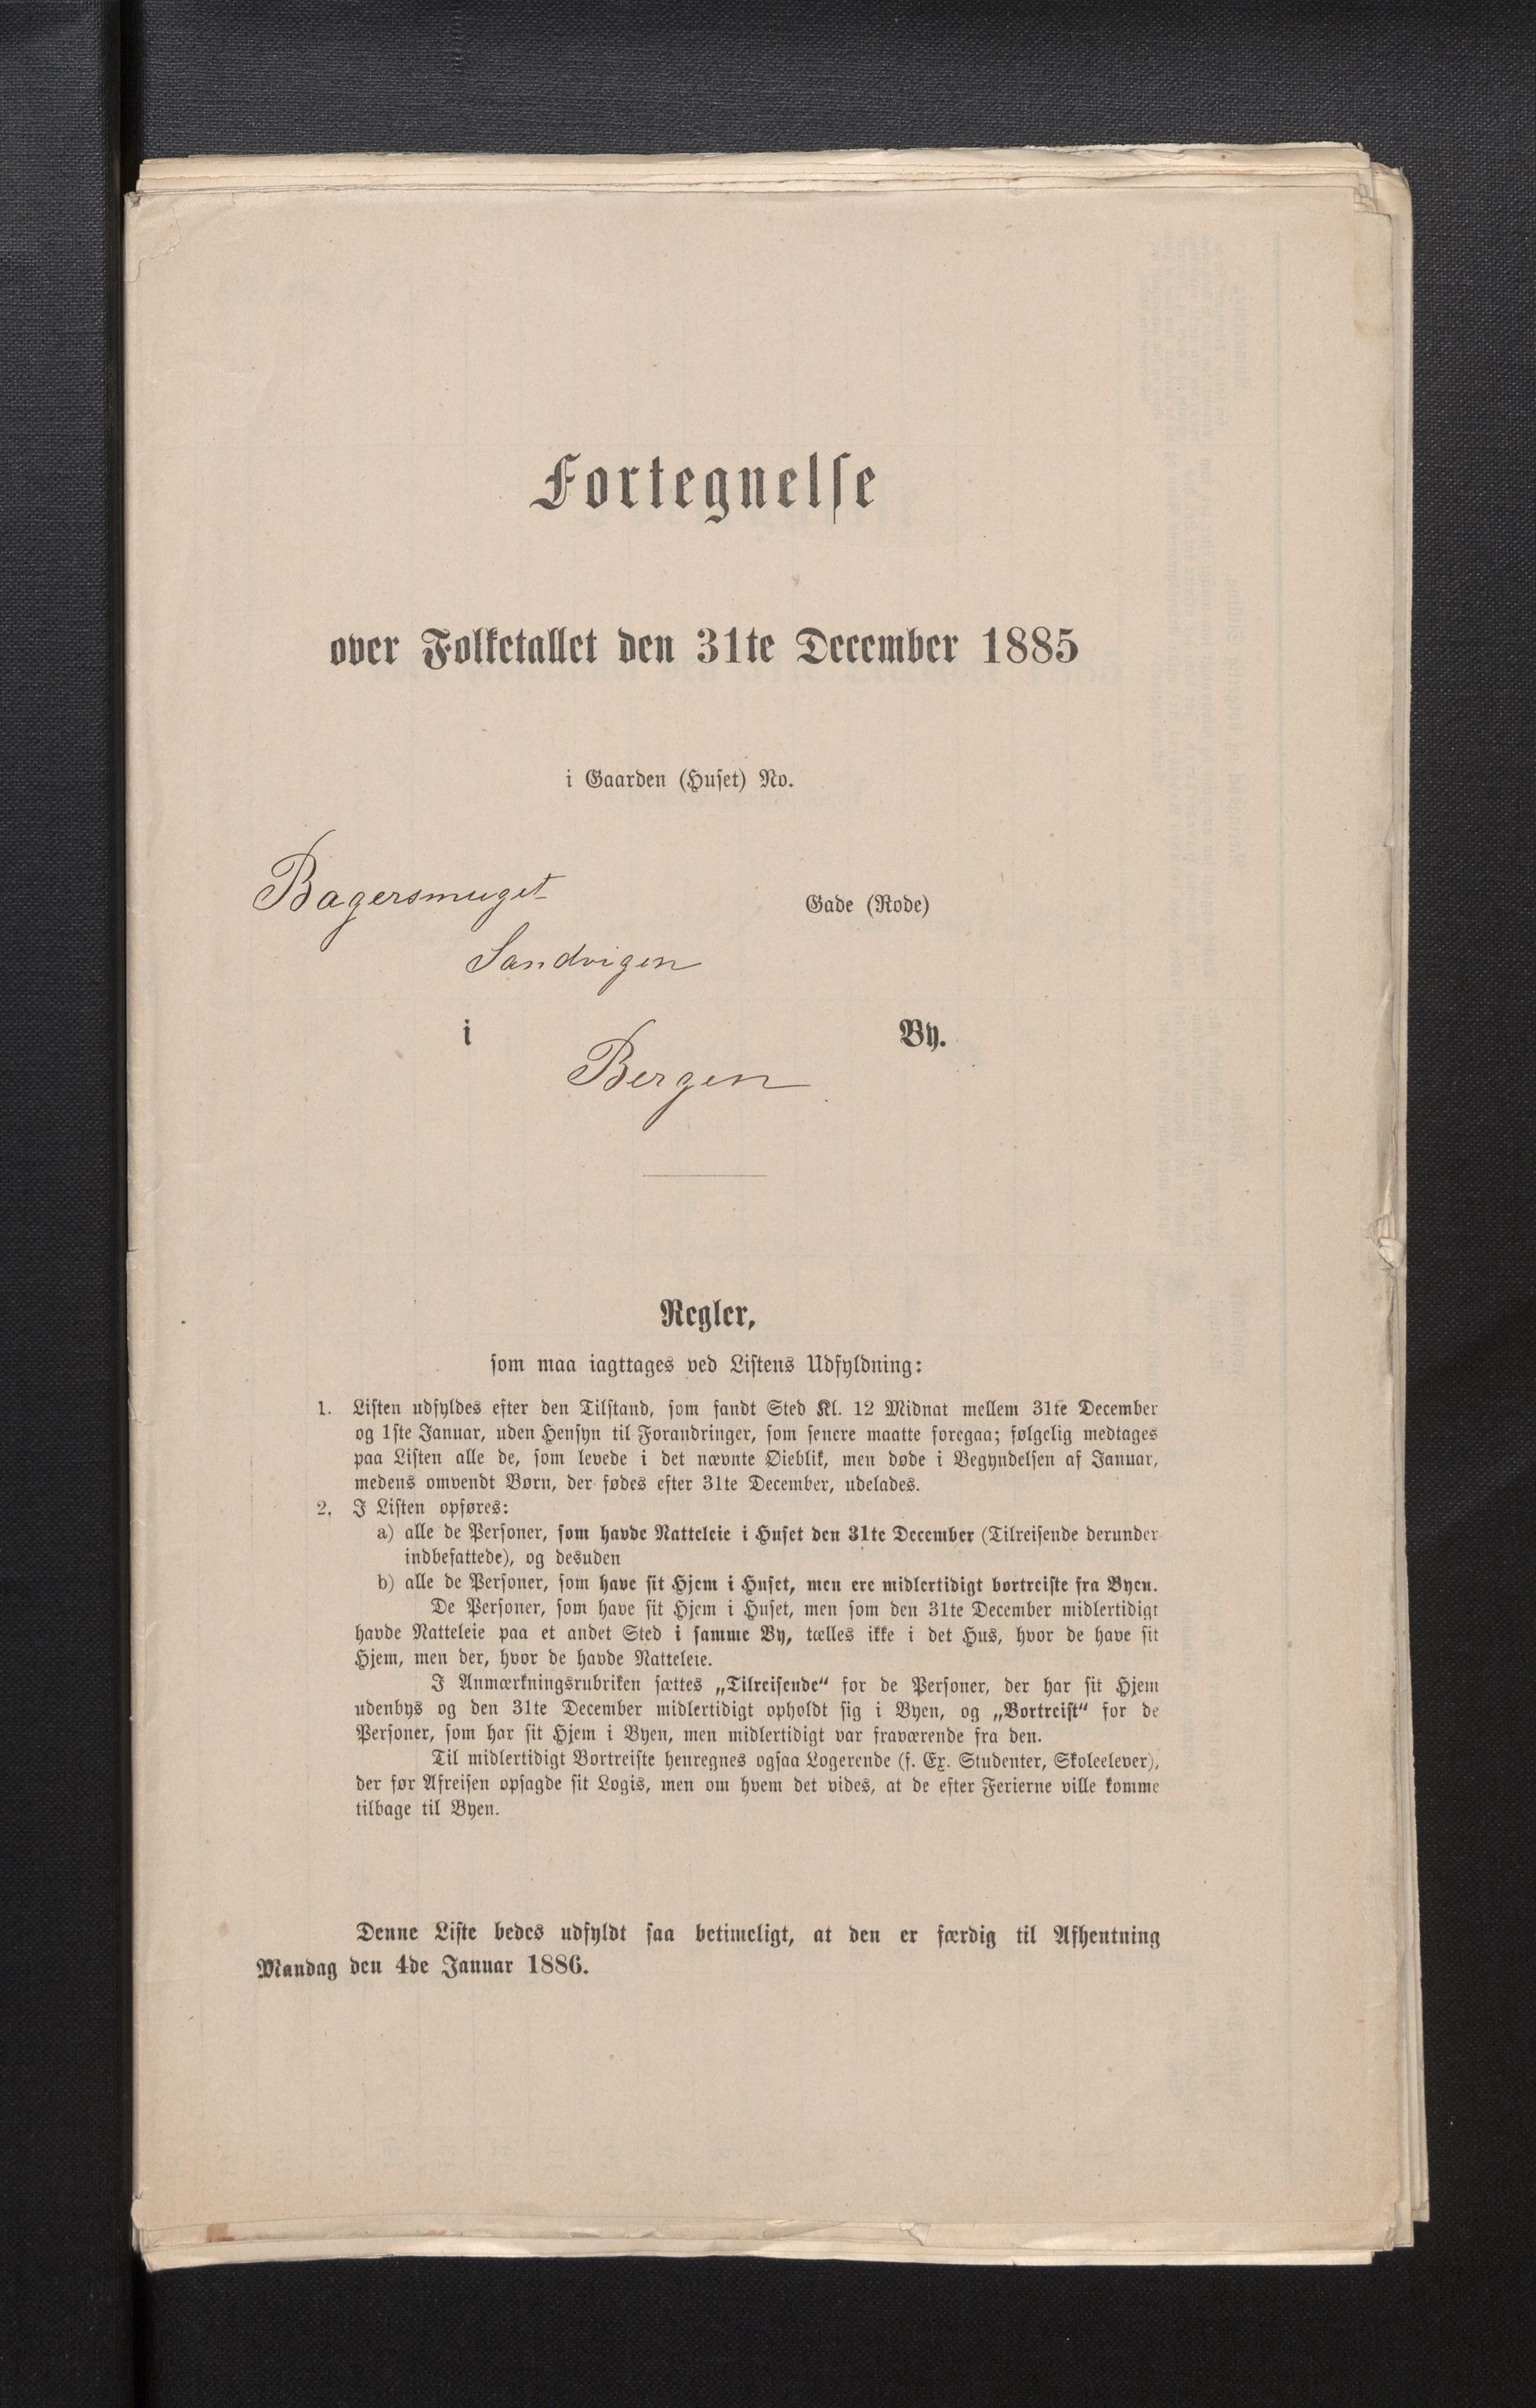 Fortegnelse
over Folketallet den 31te December 1885
i Gaarden (Huset) No.
Bagersmuget
Gade (Rode)
Sandvigen
i By.
Bergen
Regler,
som maa iagttages ved Listens Udfyldning:
1. Listen udfyldes efter den Tilstand, som fandt Sted Kl. 12 Midnat mellem 31te December
og 1ste Januar, uden Hensyn til Forandringer, som senere maatte foregaa; følgelig medtages
paa Listen alle de, som levede i det nævnte Øieblik, men døde i Begyndelsen af Januar,
medens omvendt Børn, der fødes efter 31te December, udelades.
2. I Listen opføres:
a) alle de Personer, som havde Natteleie i Huset den 31te December (Tilreisende derunder
indbefattede), og desuden
b) alle de Personer, som have sit Hjem i Huset, men ere midlertidigt bortreiste fra Byen.
De Personer, som have sit Hjem i Huset, men som den 31te December midlertidigt
havde Natteleie paa et andet Sted i samme By, tælles ikke i det Hus, hvor de have sit
Hjem, men der, hvor de havde Natteleie.
I Anmærkningsrubriken sættes „Tilreisende“ for de Personer, der har sit Hjem
udenbys og den 31te December midlertidigt opholdt sig i Byen, og „Bortreist“ for de
Personer, som har sit Hjem i Byen, men midlertidigt var fraværende fra den.
Til midlertidigt Bortreiste henregnes ogsaa Logerende (f. Ex. Studenter, Skoleelever),
der før Afreisen opsagde sit Logis, men om hvem det vides, at de efter Ferierne ville komme
tilbage til Byen.
Denne Liste bedes udfyldt saa betimeligt, at den er færdig til Afhentning
Mandag den 4de Januar 1886.